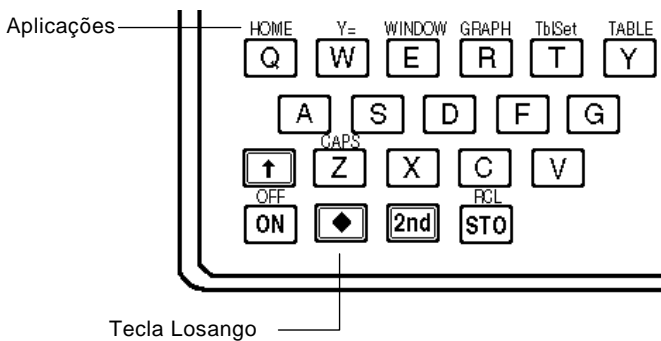 Aplicações HOME Y= WINDOW GRAPH TblSet TABLE
Q W E R T Y
A S D F G
CAPS
Z X C V
OFF RCL
ON 2nd STO
Tecla Losango